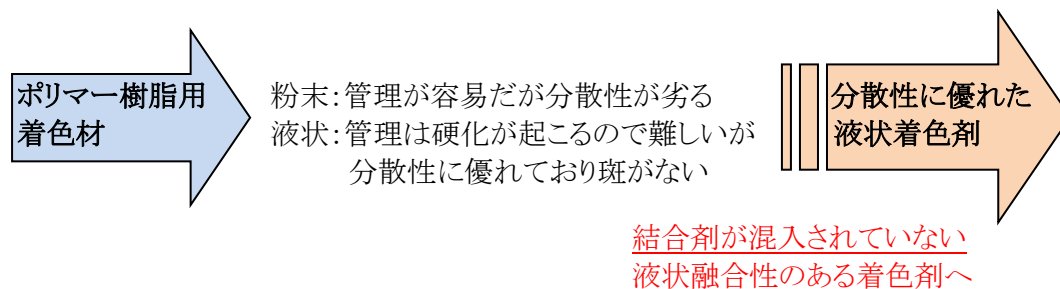 ポリマー樹脂用
着色材
粉末：管理が容易だが分散性が劣る
液状：管理は硬化が起こるので難しいが
分散性に優れており斑がない
分散性に優れた
液状着色剤
結合剤が混入されていない
液状融合性のある着色剤へ